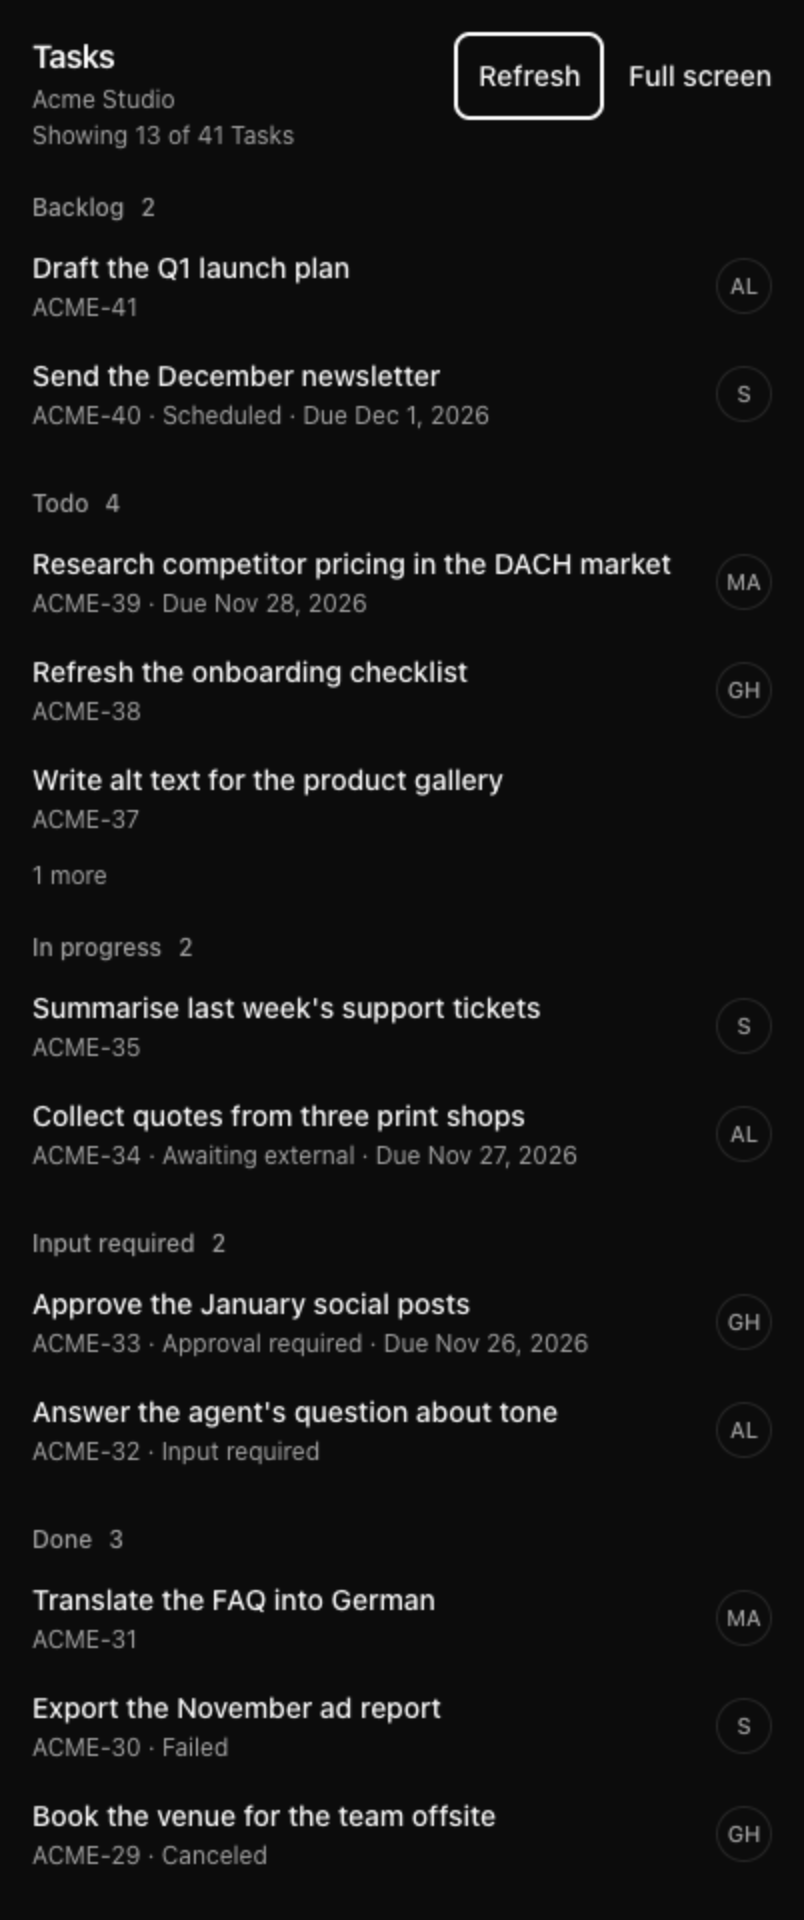 Tasks
Acme Studio
Showing 13 of 41 Tasks
Refresh
Full screen
Backlog 2
Draft the Q1 launch plan
ACME-41
AL
Send the December newsletter
ACME-40 · Scheduled · Due Dec 1, 2026
S
Todo 4
Research competitor pricing in the DACH market
ACME-39 · Due Nov 28, 2026
MA
Refresh the onboarding checklist
ACME-38
GH
Write alt text for the product gallery
ACME-37
1 more
In progress 2
Summarise last week's support tickets
ACME-35
S
Collect quotes from three print shops
ACME-34 · Awaiting external · Due Nov 27, 2026
AL
Input required 2
Approve the January social posts
ACME-33 · Approval required · Due Nov 26, 2026
GH
Answer the agent's question about tone
ACME-32 · Input required
AL
Done 3
Translate the FAQ into German
ACME-31
MA
Export the November ad report
ACME-30 · Failed
S
Book the venue for the team offsite
ACME-29 · Canceled
GH